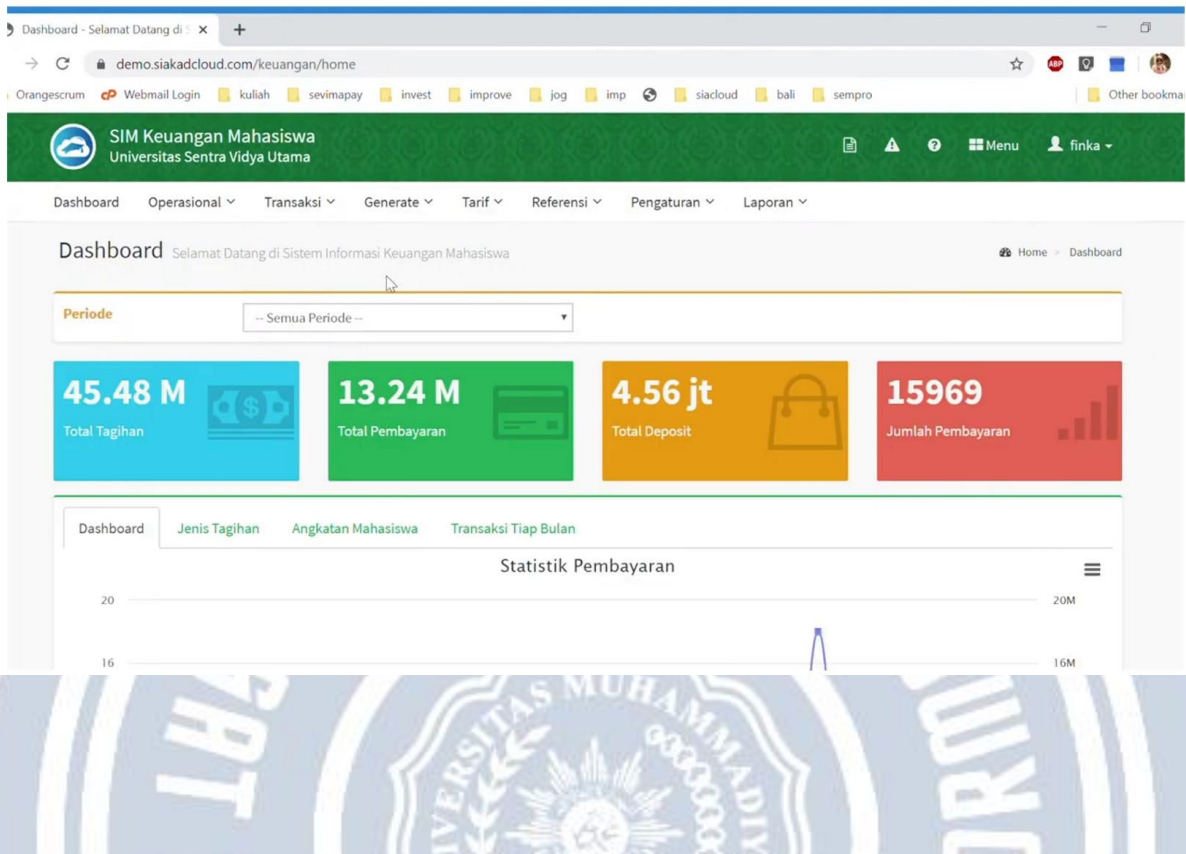 Dashboard - Selamat Datang di S
demo.siakadcloud.com/keuangan/home
ABP
Orangescrum cP Webmail Login kuliah sevimapay invest improve jog imp siacloud bali sempro Other bookma
SIM Keuangan Mahasiswa
Universitas Sentra Vidya Utama
Menu finka
Dashboard Operasional Transaksi Generate Tarif Referensi Pengaturan Laporan
Dashboard Selamat Datang di Sistem Informasi Keuangan Mahasiswa
Home > Dashboard
Periode -- Semua Periode --
45.48 M
Total Tagihan
13.24 M
Total Pembayaran
4.56 jt
Total Deposit
15969
Jumlah Pembayaran
Dashboard Jenis Tagihan Angkatan Mahasiswa Transaksi Tiap Bulan
Statistik Pembayaran
20 20M
16 16M